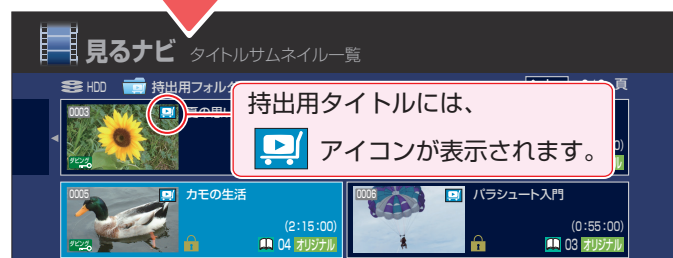 見るナビ タイトルサムネイル一覧
HDD 持出用フォルダ
頁
0003
ダビング
持出用タイトルには、
アイコンが表示されます。
0005
ダビング
カモの生活
(2:15:00)
04 オリジナル
0006
パラシュート入門
(0:55:00)
03 オリジナル